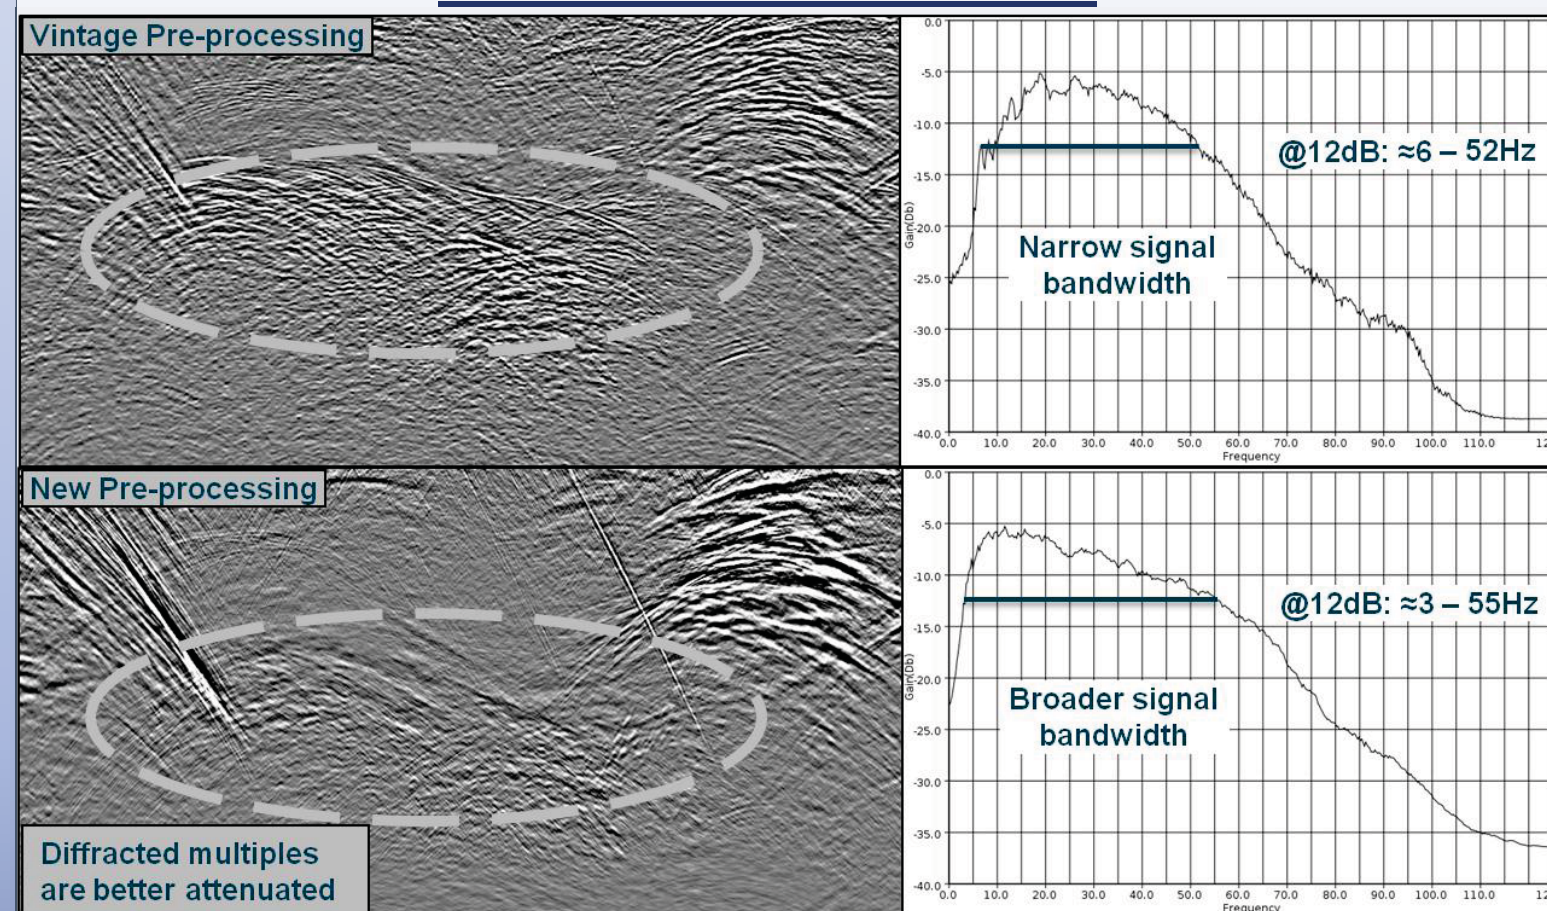 Vintage Pre-processing
0.0
-5.0
-10.0
-15.0
-20.0
-25.0
-30.0
-35.0
-40.0
Gain(Db)
@12dB: ≈6 – 52Hz
Narrow signal
bandwidth
0.0 10.0 20.0 30.0 40.0 50.0 60.0 70.0 80.0 90.0 100.0 110.0 12
Frequency
New Pre-processing
0.0
-5.0
-10.0
-15.0
-20.0
-25.0
-30.0
-35.0
-40.0
Gain(Db)
@12dB: ≈3 – 55Hz
Broader signal
bandwidth
0.0 10.0 20.0 30.0 40.0 50.0 60.0 70.0 80.0 90.0 100.0 110.0 12
Frequency
Diffracted multiples
are better attenuated